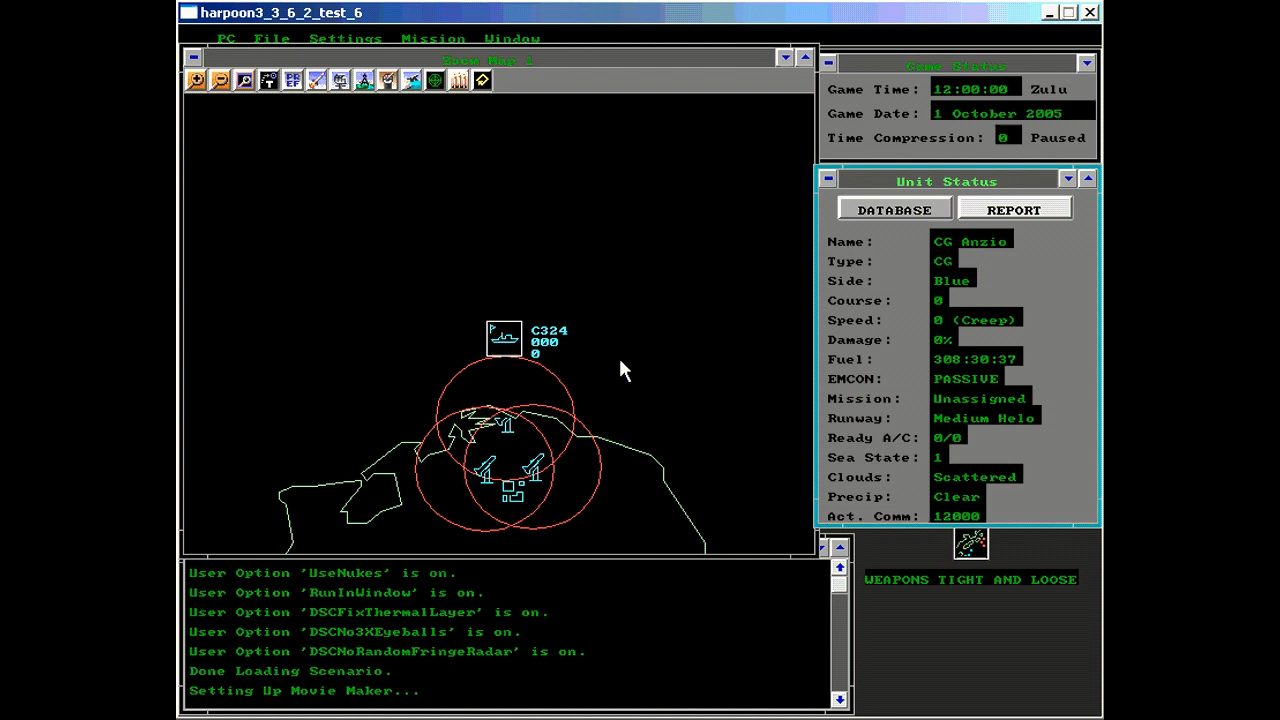 harpoon3_3_6_2_test_6
PC File Settings Mission Window
Zoom Map 1
C324
000
0
User Option 'UseNukes' is on.
User Option 'RunInWindow' is on.
User Option 'DSCFixThermalLayer' is on.
User Option 'DSCNo3XEyeballs' is on.
User Option 'DSCNoRandomFringeRadar' is on.
Done Loading Scenario.
Setting Up Movie Maker...
Game Status
Game Time: 12:00:00 Zulu
Game Date: 1 October 2005
Time Compression: 0 Paused
Unit Status
DATABASE REPORT
Name: CG Anzio
Type: CG
Side: Blue
Course: 0
Speed: 0 (Creep)
Damage: 0%
Fuel: 308:30:37
EMCON: PASSIVE
Mission: Unassigned
Runway: Medium Helo
Ready A/C: 0/0
Sea State: 1
Clouds: Scattered
Precip: Clear
Act. Comm: 12000
WEAPONS TIGHT AND LOOSE